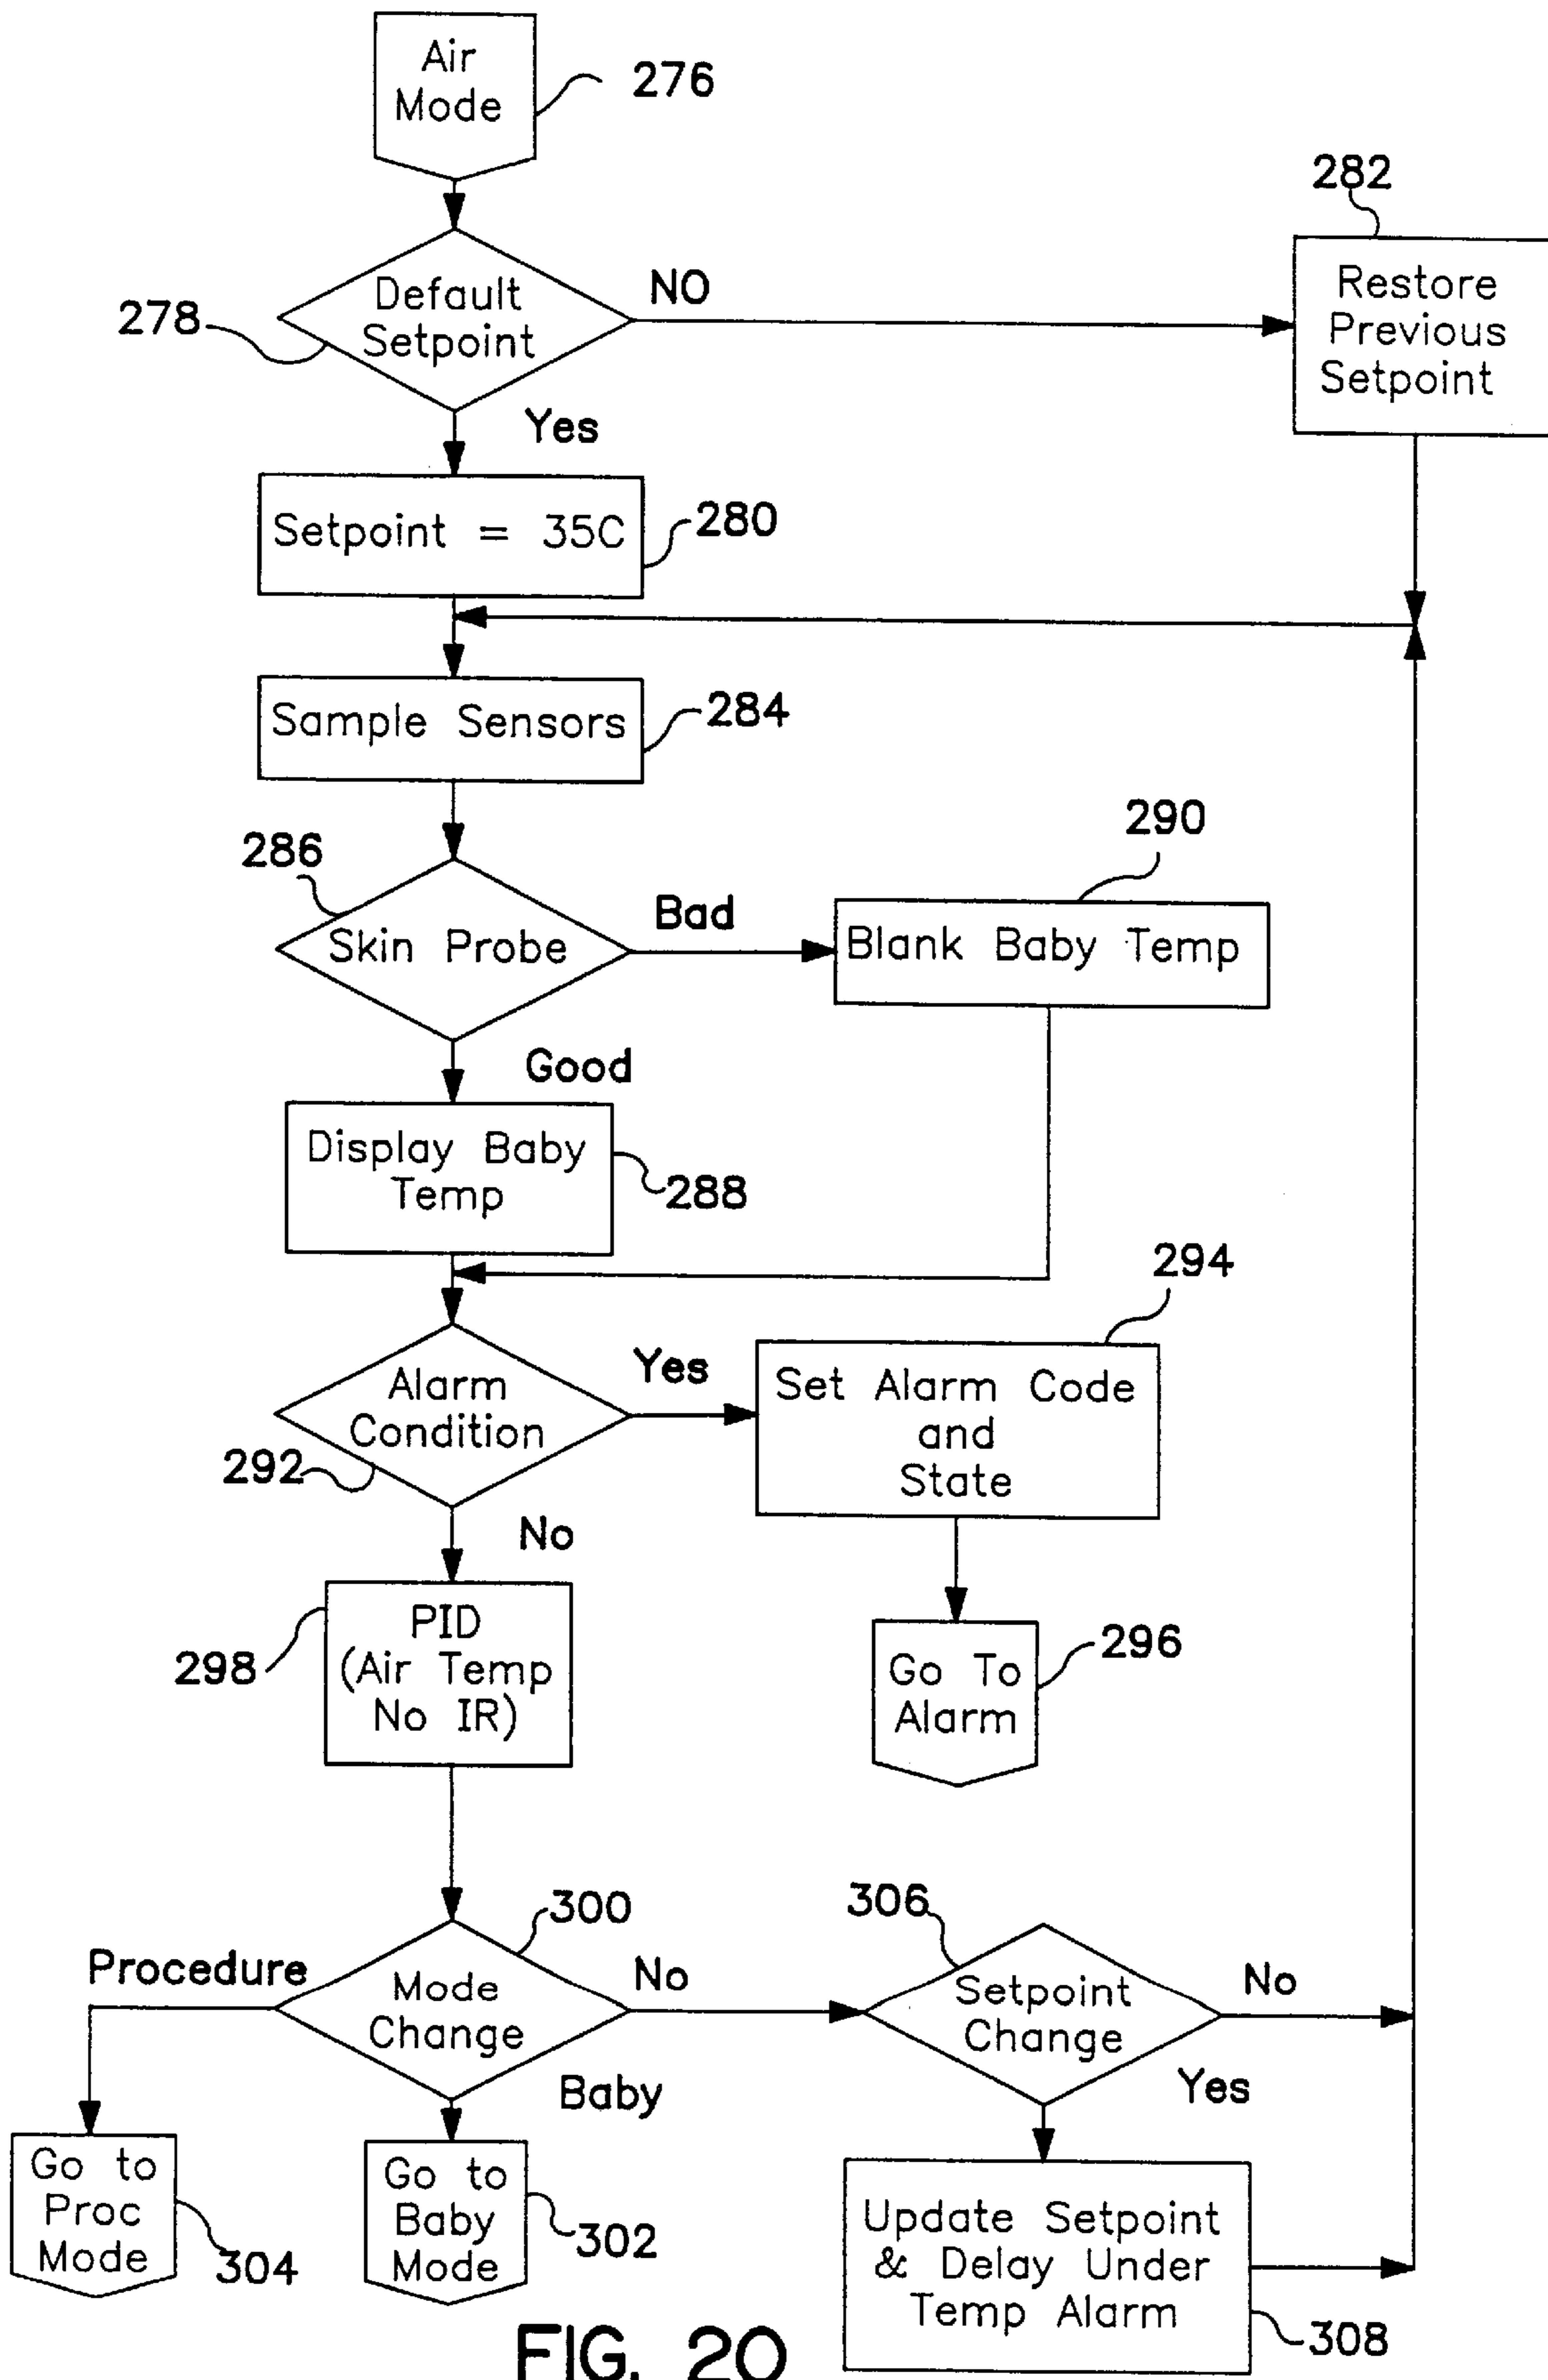 Air
Mode
276
282
Restore
Previous
Setpoint
278
Default
Setpoint
NO
Yes
Setpoint = 35C
280
Sample Sensors
284
286
Skin Probe
Bad
290
Blank Baby Temp
Good
Display Baby
Temp
288
292
Alarm
Condition
Yes
294
Set Alarm Code
and
State
No
298
PID
(Air Temp
No IR)
Go To
Alarm
296
300
Mode
Change
Procedure
No
Baby
306
Setpoint
Change
No
Yes
Go to
Proc
Mode
304
Go to
Baby
Mode
302
Update Setpoint
& Delay Under
Temp Alarm
308
FIG. 20